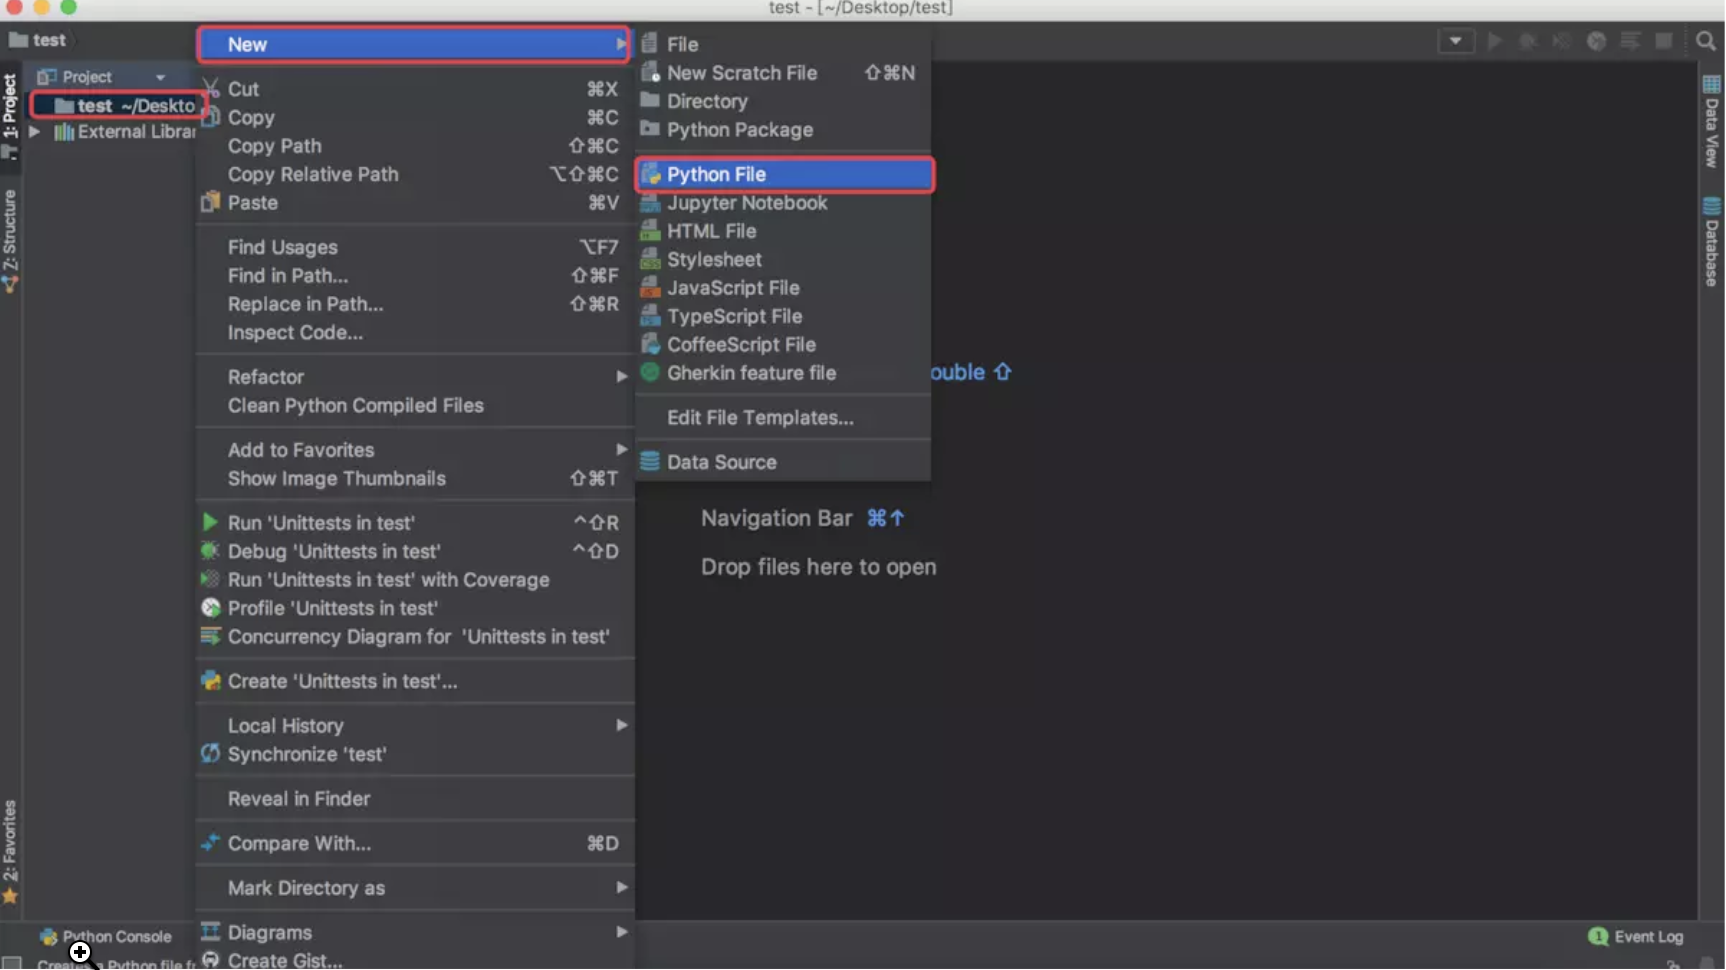 test - [~/Desktop/test]
test
Project
test ~/Deskto
External Librar
1: Project
Z: Structure
2: Favorites
New
Cut ⌘X
Copy ⌘C
Copy Path ⇧⌘C
Copy Relative Path ⌥⇧⌘C
Paste ⌘V
Find Usages ⌥F7
Find in Path... ⇧⌘F
Replace in Path... ⇧⌘R
Inspect Code...
Refactor
Clean Python Compiled Files
Add to Favorites
Show Image Thumbnails ⇧⌘T
Run 'Unittests in test' ^⇧R
Debug 'Unittests in test' ^⇧D
Run 'Unittests in test' with Coverage
Profile 'Unittests in test'
Concurrency Diagram for 'Unittests in test'
Create 'Unittests in test'...
Local History
Synchronize 'test'
Reveal in Finder
Compare With... ⌘D
Mark Directory as
Diagrams
Create Gist...
File
New Scratch File ⇧⌘N
Directory
Python Package
Python File
Jupyter Notebook
HTML File
Stylesheet
JavaScript File
TypeScript File
CoffeeScript File
Gherkin feature file
Edit File Templates...
Data Source
ouble ⇧
Navigation Bar ⌘↑
Drop files here to open
Data View
Database
Python Console
1 Event Log
Python file